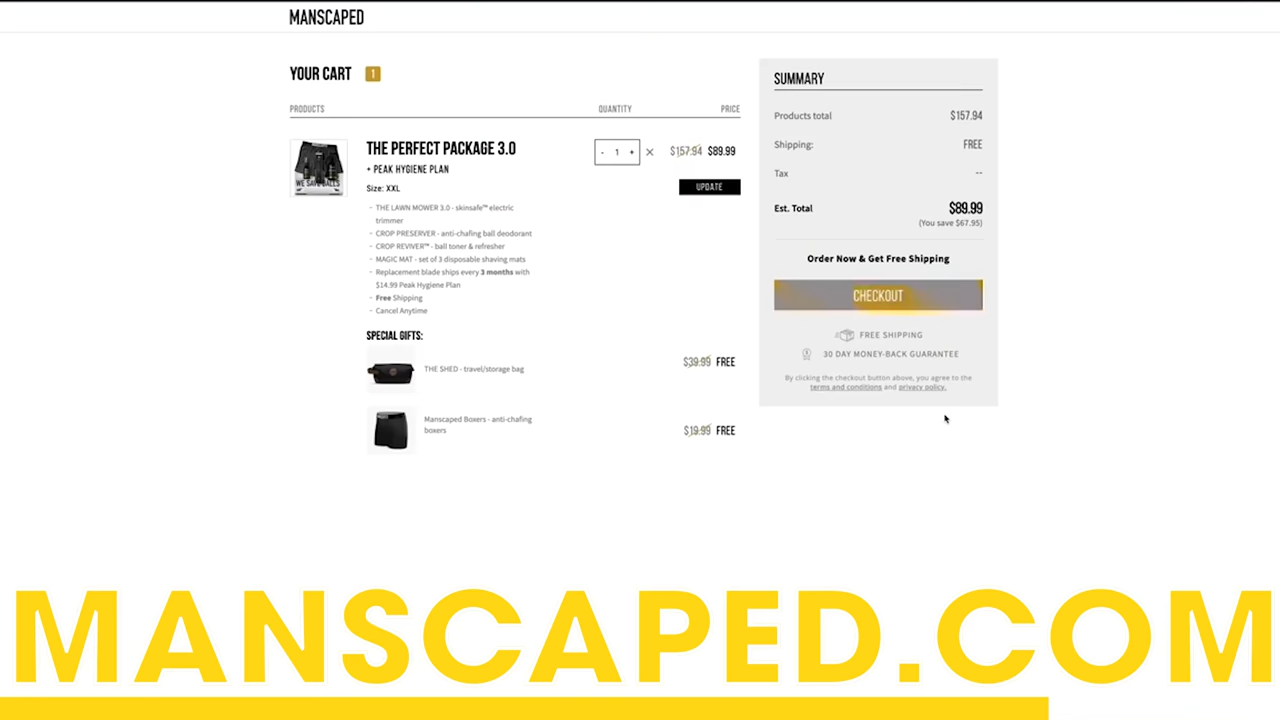 MANSCAPED
YOUR CART 1
PRODUCTS QUANTITY PRICE
THE PERFECT PACKAGE 3.0
- 1 + × $157.94 $89.99
+ PEAK HYGIENE PLAN
UPDATE
Size: XXL
WE SAVE BALLS
- THE LAWN MOWER 3.0 - skinsafe™ electric
trimmer
- CROP PRESERVER - anti-chafing ball deodorant
- CROP REVIVER™ - ball toner & refresher
- MAGIC MAT - set of 3 disposable shaving mats
- Replacement blade ships every 3 months with
$14.99 Peak Hygiene Plan
- Free Shipping
- Cancel Anytime
SPECIAL GIFTS:
THE SHED - travel/storage bag $39.99 FREE
Manscaped Boxers - anti-chafing
boxers
$19.99 FREE
SUMMARY
Products total $157.94
Shipping: FREE
Tax --
Est. Total $89.99
(You save $67.95)
Order Now & Get Free Shipping
CHECKOUT
FREE SHIPPING
30 DAY MONEY-BACK GUARANTEE
By clicking the checkout button above, you agree to the
terms and conditions and privacy policy.
MANSCAPED.COM